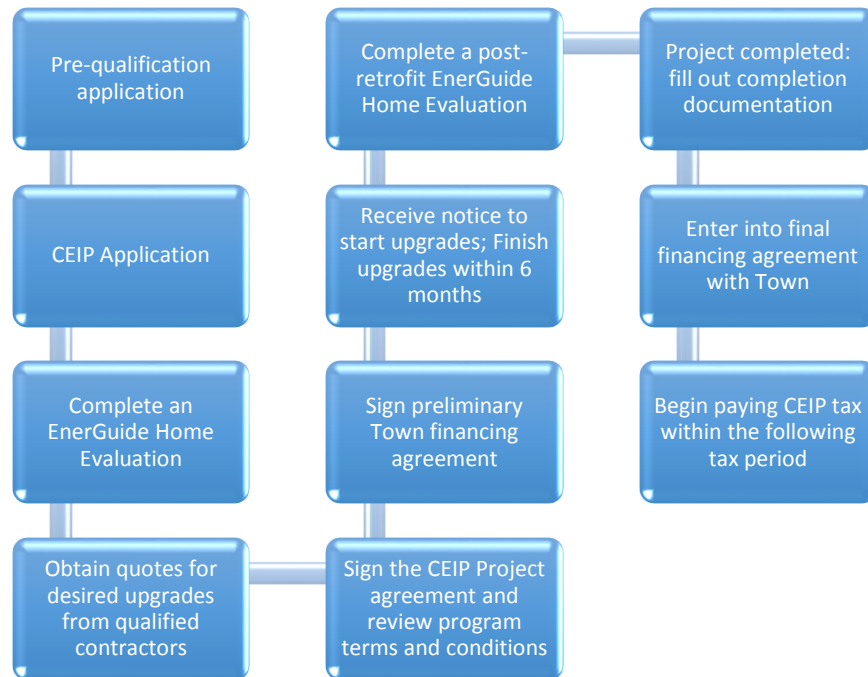 Pre-qualification
application
CEIP Application
Complete an
EnerGuide Home
Evaluation
Obtain quotes for
desired upgrades
from qualified
contractors
Sign the CEIP Project
agreement and
review program
terms and conditions
Sign preliminary
Town financing
agreement
Receive notice to
start upgrades; Finish
upgrades within 6
months
Complete a post-
retrofit EnerGuide
Home Evaluation
Project completed:
fill out completion
documentation
Enter into final
financing agreement
with Town
Begin paying CEIP tax
within the following
tax period